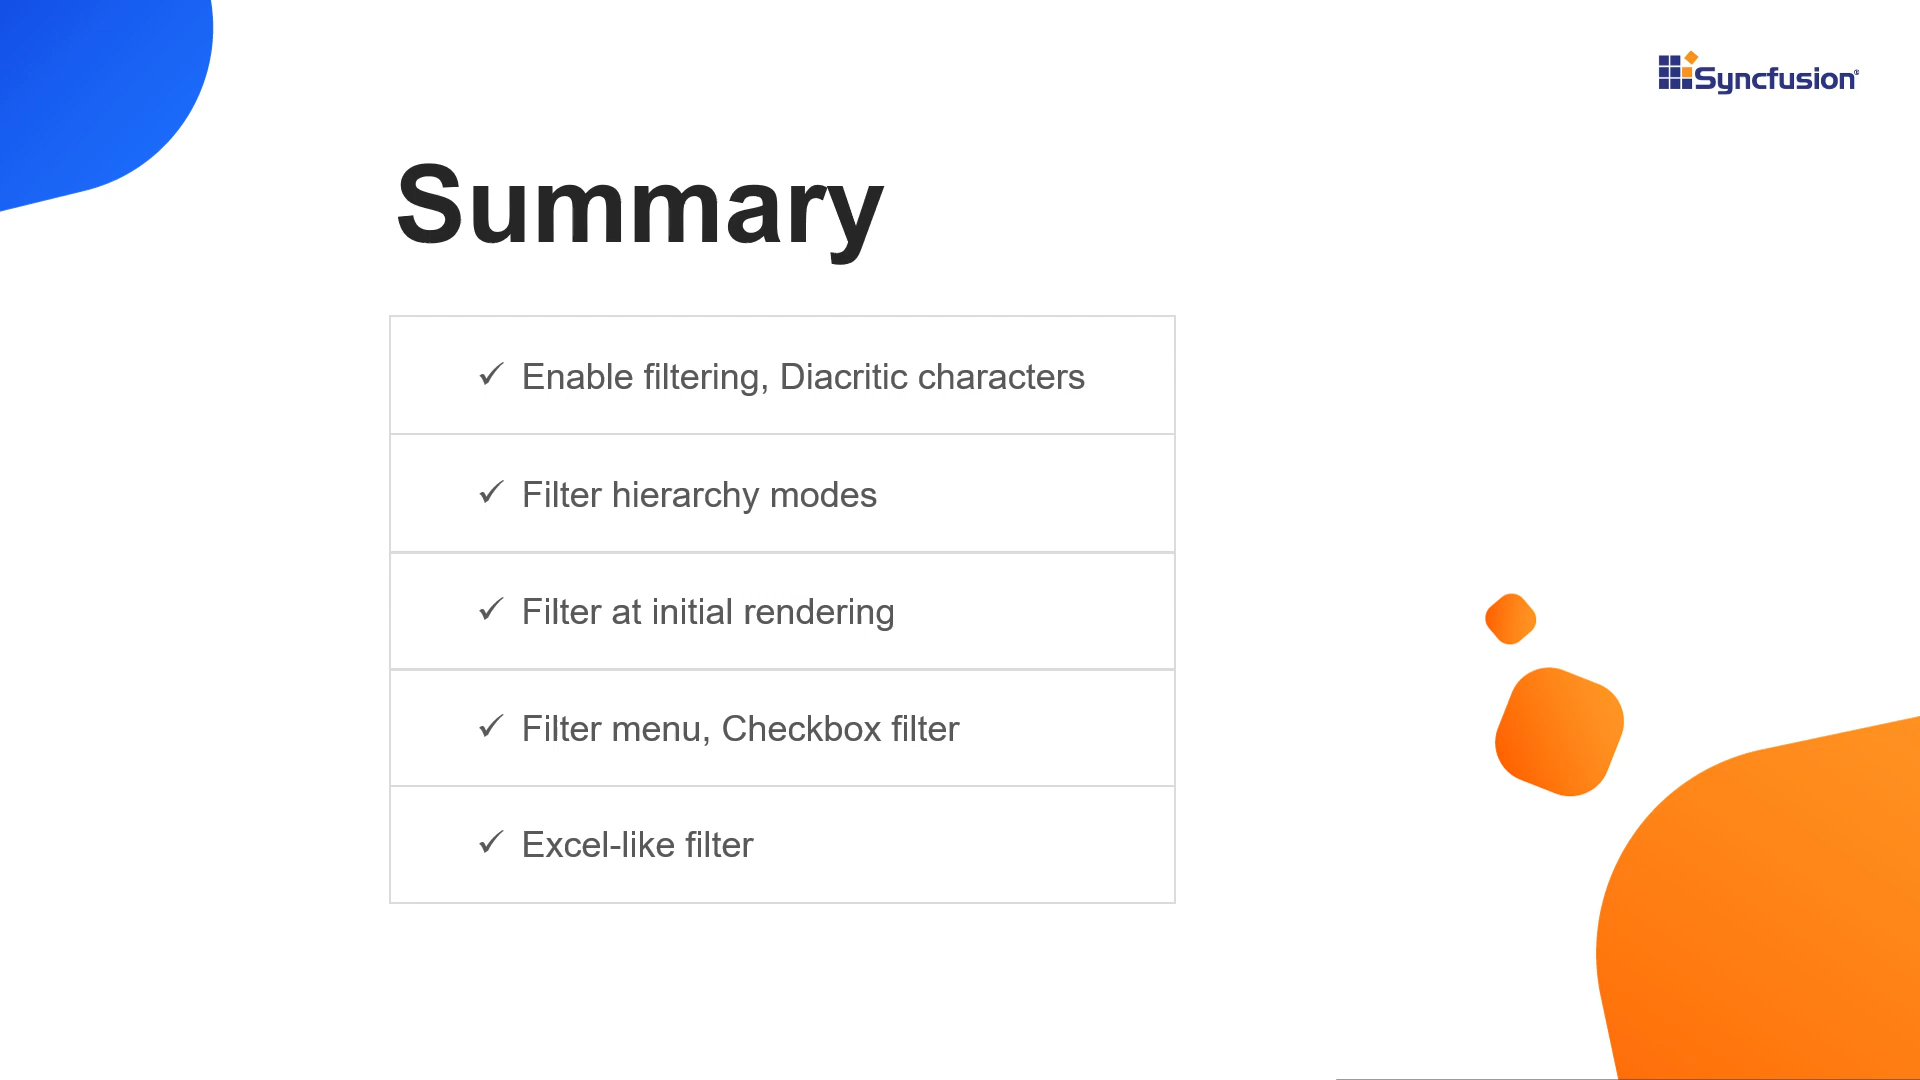 Syncfusion®
Summary
✓ Enable filtering, Diacritic characters
✓ Filter hierarchy modes
✓ Filter at initial rendering
✓ Filter menu, Checkbox filter
✓ Excel-like filter